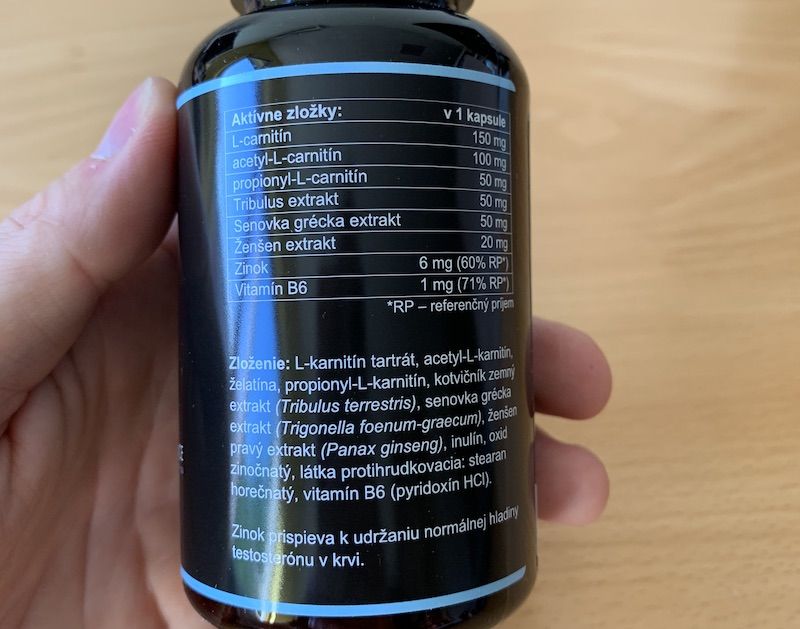 Aktívne zložky: v 1 kapsule
L-carnitín 150 mg
acetyl-L-carnitín 100 mg
propionyl-L-carnitín 50 mg
Tribulus extrakt 50 mg
Senovka grécka extrakt 50 mg
Ženšen extrakt 20 mg
Zinok 6 mg (60% RP*)
Vitamín B6 1 mg (71% RP*)
*RP – referenčný príjem
Zloženie: L-karnitín tartrát, acetyl-L-karnitín,
želatína, propionyl-L-karnitín, kotvičník zemný
extrakt (Tribulus terrestris), senovka grécka
extrakt (Trigonella foenum-graecum), ženšen
pravý extrakt (Panax ginseng), inulín, oxid
zinočnatý, látka protihrudkovacia: stearan
horečnatý, vitamín B6 (pyridoxín HCl).
Zinok prispieva k udržaniu normálnej hladiny
testosterónu v krvi.